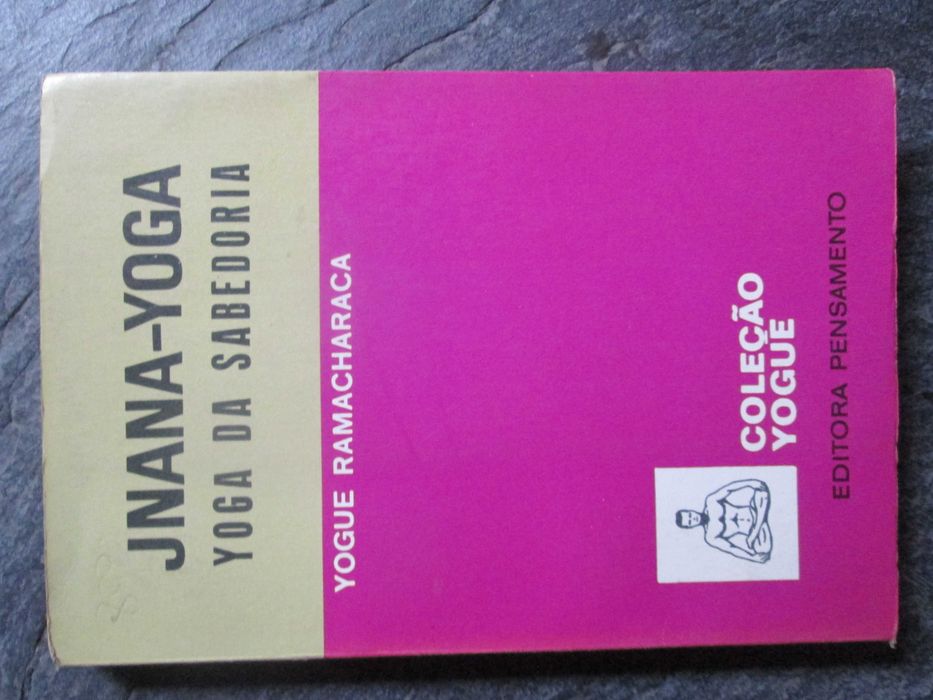 JNANA-YOGA
YOGA DA SABEDORIA
YOGUE RAMACHARACA
COLEÇÃO
YOGUE
EDITORA PENSAMENTO